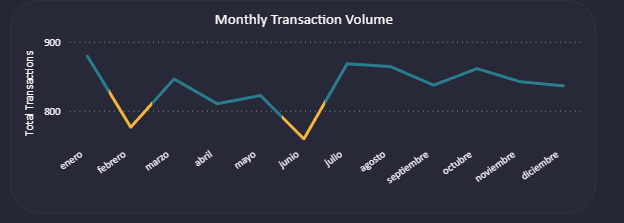 Monthly Transaction Volume
900
800
Total Transactions
enero
febrero
marzo
abril
mayo
junio
julio
agosto
septiembre
octubre
noviembre
diciembre